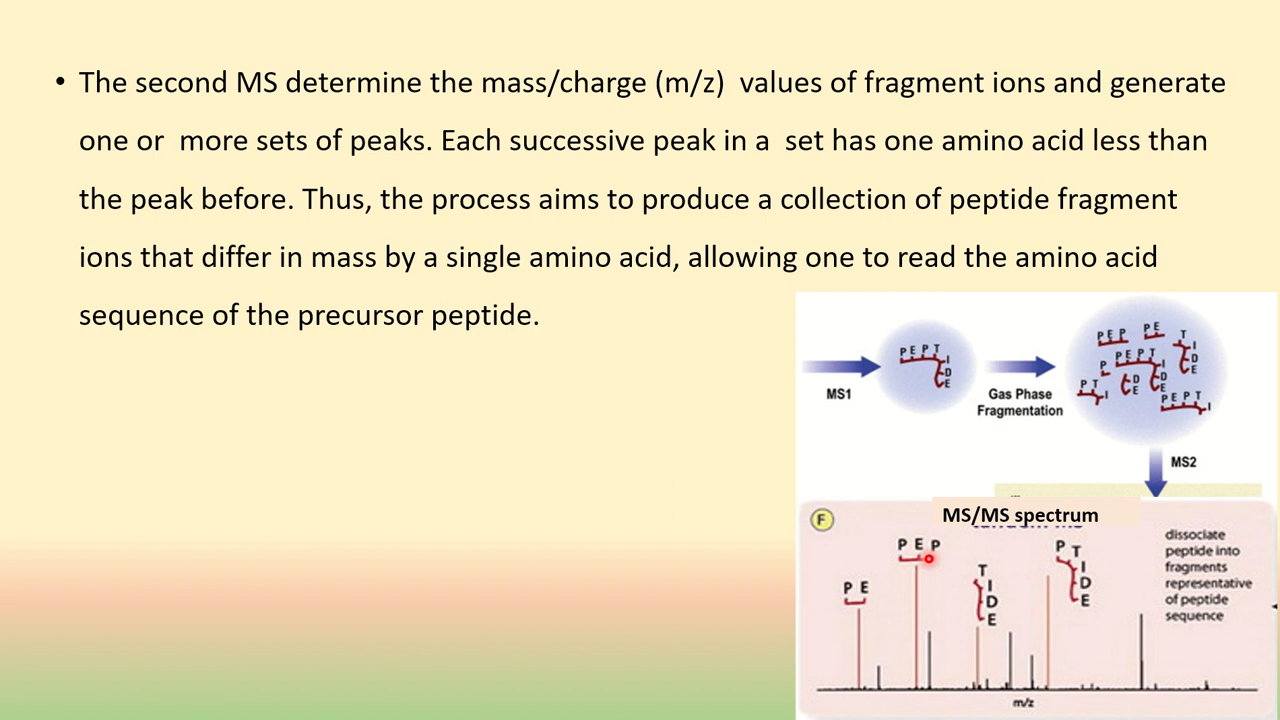 • The second MS determine the mass/charge (m/z)  values of fragment ions and generate
one or  more sets of peaks. Each successive peak in a  set has one amino acid less than
the peak before. Thus, the process aims to produce a collection of peptide fragment
ions that differ in mass by a single amino acid, allowing one to read the amino acid
sequence of the precursor peptide.
MS1
P E P T I D E
Gas Phase
Fragmentation
P E P
P E
T I D E
P
P E P T I D E
P T I
D E
P E P T I
MS2
F
MS/MS spectrum
P E
P E P
T I D E
P T I D E
dissociate
peptide into
fragments
representative
of peptide
sequence
m/z